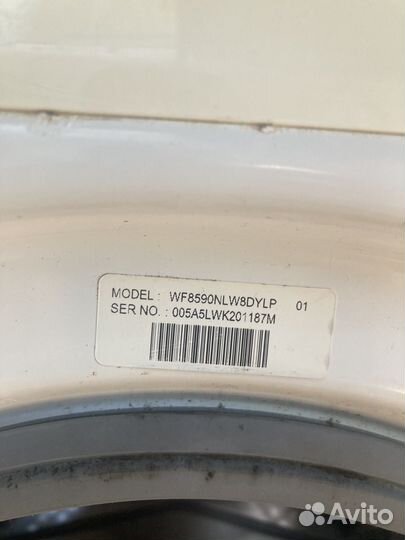 MODEL : WF8590NLW8DYLP 01
SER NO. : 005A5LWK201187M
Avito